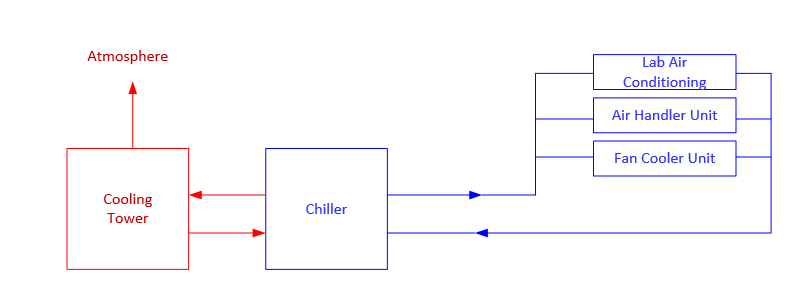 Atmosphere
Lab Air
Conditioning
Air Handler Unit
Fan Cooler Unit
Cooling
Tower
Chiller